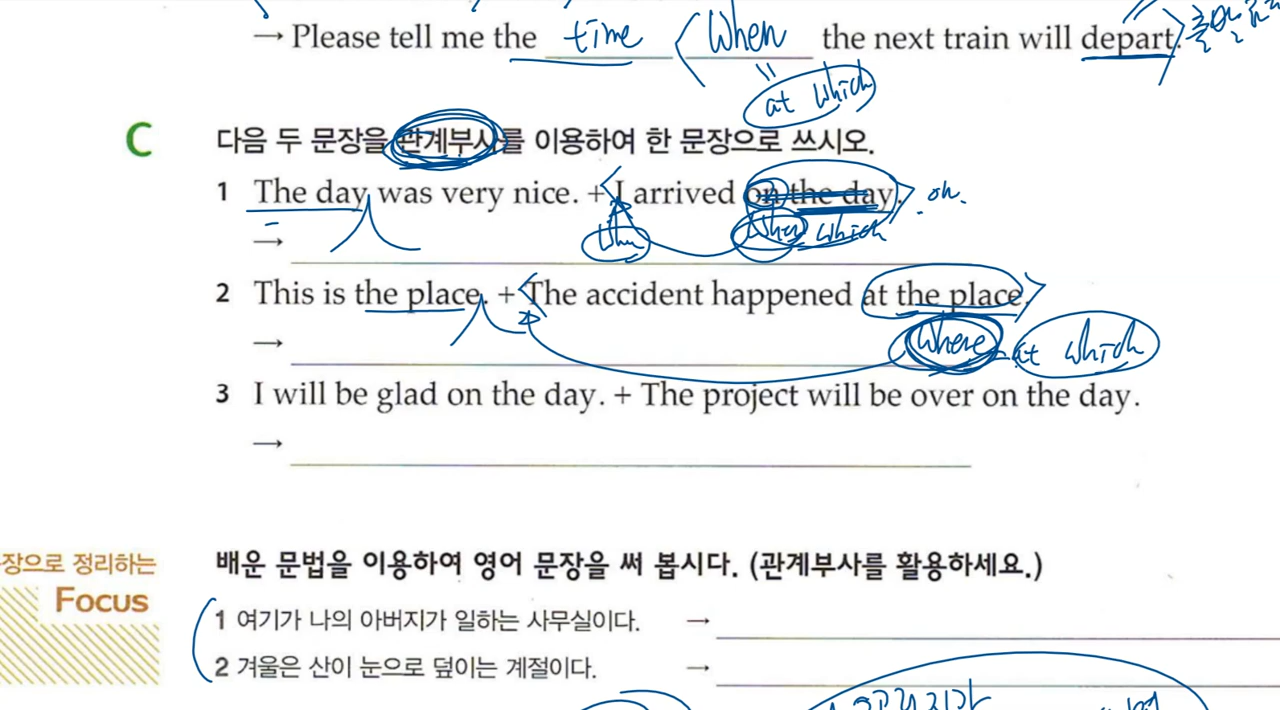 → Please tell me the time when the next train will depart.
at which
C 다음 두 문장을 관계부사를 이용하여 한 문장으로 쓰시오.
1 The day was very nice. + I arrived on the day. on.
→ when when which
2 This is the place. + The accident happened at the place.
→ where at which
3 I will be glad on the day. + The project will be over on the day.
→
장으로 정리하는
Focus
배운 문법을 이용하여 영어 문장을 써 봅시다. (관계부사를 활용하세요.)
1 여기가 나의 아버지가 일하는 사무실이다. →
2 겨울은 산이 눈으로 덮이는 계절이다. →